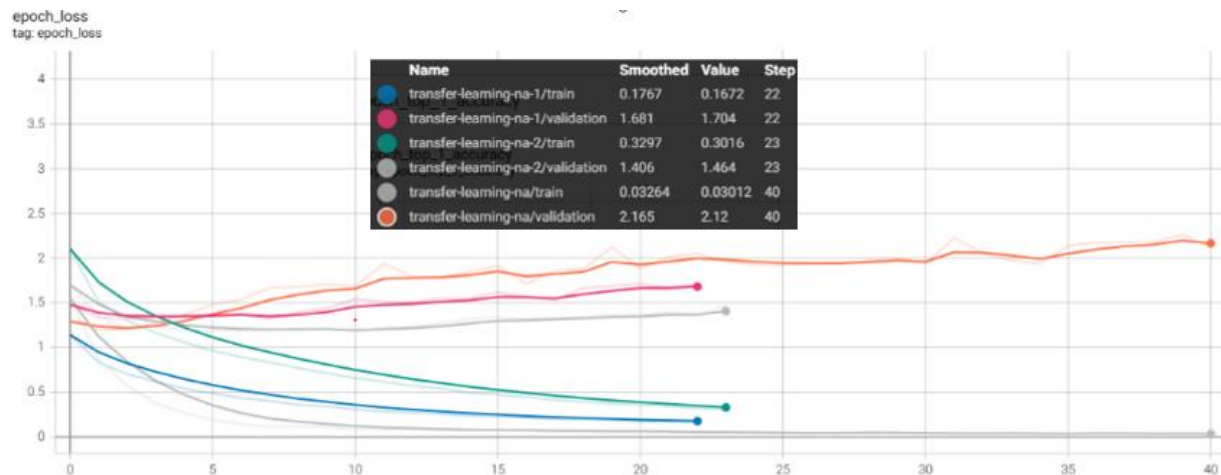 epoch_loss
tag: epoch_loss
Name Smoothed Value Step
transfer-learning-na-1/train 0.1767 0.1672 22
transfer-learning-na-1/validation 1.681 1.704 22
transfer-learning-na-2/train 0.3297 0.3016 23
transfer-learning-na-2/validation 1.406 1.464 23
transfer-learning-na/train 0.03264 0.03012 40
transfer-learning-na/validation 2.165 2.12 40
4
3.5
3
2.5
2
1.5
1
0.5
0
0 5 10 15 20 25 30 35 40